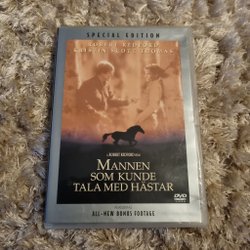 SPECIAL EDITION
ROBERT REDFORD
KRISTIN SCOTT THOMAS
A ROBERT REDFORD FILM
MANNEN
SOM KUNDE
TALA MED HÄSTAR
DVD
ALL-NEW BONUS FOOTAGE